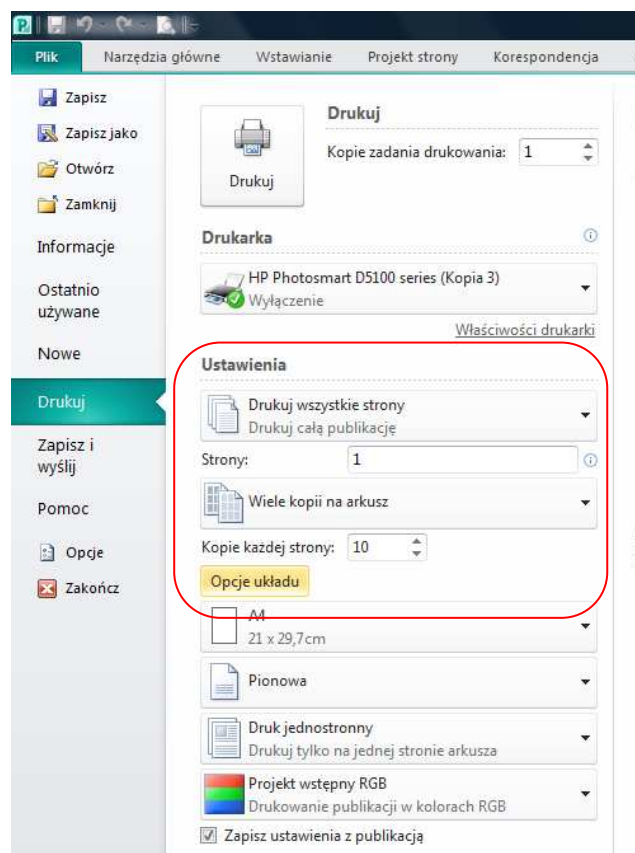 Plik Narzędzia główne Wstawianie Projekt strony Korespondencja
Zapisz
Zapisz jako
Otwórz
Zamknij
Informacje
Ostatnio
używane
Nowe
Drukuj
Zapisz i
wyślij
Pomoc
Opcje
Zakończ
Drukuj
Drukuj
Kopie zadania drukowania: 1
Drukarka
HP Photosmart D5100 series (Kopia 3)
Wyłączenie
Właściwości drukarki
Ustawienia
Drukuj wszystkie strony
Drukuj całą publikację
Strony: 1
Wiele kopii na arkusz
Kopie każdej strony: 10
Opcje układu
A4
21 x 29,7cm
Pionowa
Druk jednostronny
Drukuj tylko na jednej stronie arkusza
Projekt wstępny RGB
Drukowanie publikacji w kolorach RGB
Zapisz ustawienia z publikacją